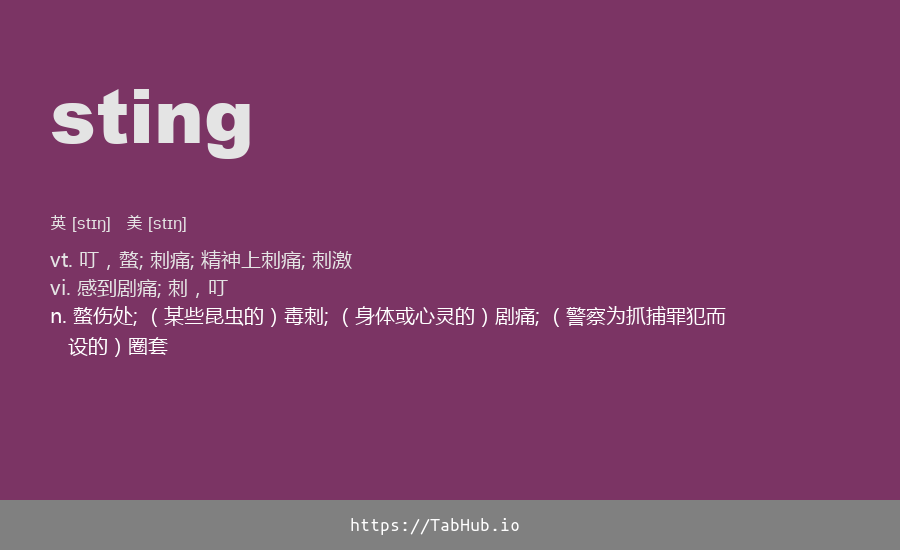 sting
英 [stɪŋ] 美 [stɪŋ]
vt. 叮，螫; 刺痛; 精神上刺痛; 刺激
vi. 感到剧痛; 刺，叮
n. 螫伤处; （某些昆虫的）毒刺; （身体或心灵的）剧痛; （警察为抓捕罪犯而
设的）圈套
https://TabHub.io